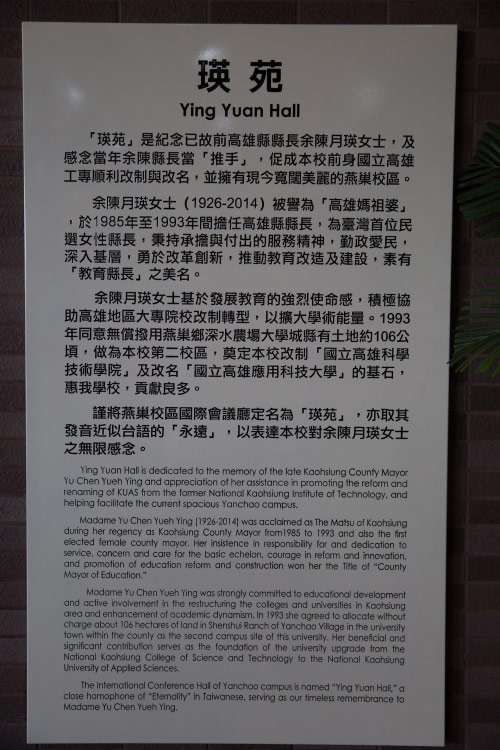 瑛苑
Ying Yuan Hall
「瑛苑」是紀念已故前高雄縣縣長余陳月瑛女士，及
感念當年余陳縣長當「推手」，促成本校前身國立高雄
工專順利改制與改名，並擁有現今寬闊美麗的燕巢校區。
余陳月瑛女士（1926-2014）被譽為「高雄媽祖婆」
，於1985年至1993年間擔任高雄縣縣長，為臺灣首位民
選女性縣長，秉持承擔與付出的服務精神，勤政愛民，
深入基層，勇於改革創新，推動教育改造及建設，素有
「教育縣長」之美名。
余陳月瑛女士基於發展教育的強烈使命感，積極協
助高雄地區大專院校改制轉型，以擴大學術能量。1993
年同意無償撥用燕巢鄉深水農場大學城縣有土地約106公
頃，做為本校第二校區，奠定本校改制「國立高雄科學
技術學院」及改名「國立高雄應用科技大學」的基石，
惠我學校，貢獻良多。
謹將燕巢校區國際會議廳定名為「瑛苑」，亦取其
發音近似台語的「永遠」，以表達本校對余陳月瑛女士
之無限感念。
Ying Yuan Hall is dedicated to the memory of the late Kaohsiung County Mayor
Yu Chen Yueh Ying and appreciation of her assistance in promoting the reform and
renaming of KUAS from the former National Kaohsiung Institute of Technology, and
helping facilitate the current spacious Yanchao campus.
Madame Yu Chen Yueh Ying (1926-2014) was acclaimed as The Matsu of Kaohsiung
during her regency as Kaohsiung County Mayor from1985 to 1993 and also the first
elected female county mayor. Her insistence in responsibility for and dedication to
service, concern and care for the basic echelon, courage in reform and innovation,
and promotion of education reform and construction won her the Title of "County
Mayor of Education."
Madame Yu Chen Yueh Ying was strongly committed to educational development
and active involvement in the restructuring the colleges and universities in Kaohsiung
area and enhancement of academic dynamism. In 1993 she agreed to allocate without
charge about 106 hectares of land in Shenshui Ranch of Yanchao Village in the university
town within the county as the second campus site of this university. Her beneficial and
significant contribution serves as the foundation of the university upgrade from the
National Kaohsiung College of Science and Technology to the National Kaohsiung
University of Applied Sciences.
The International Conference Hall of Yanchao campus is named "Ying Yuan Hall," a
close homophone of "Eternality" in Taiwanese, serving as our timeless remembrance to
Madame Yu Chen Yueh Ying.